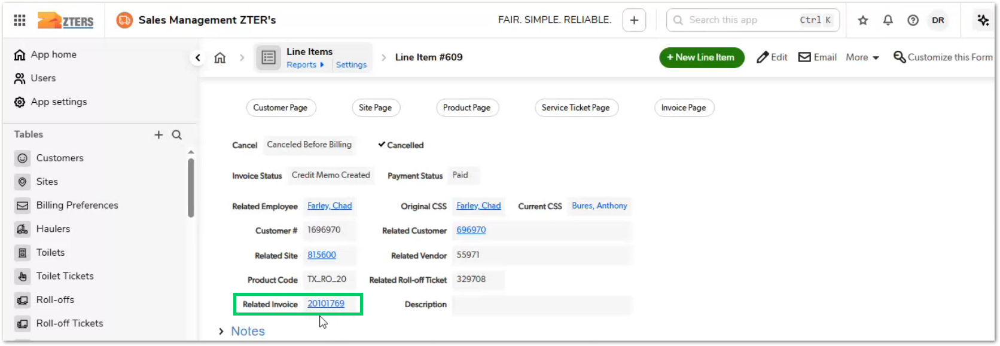 ZTERS
Sales Management ZTER's
FAIR. SIMPLE. RELIABLE.
+
Search this app
Ctrl K
DR
App home
Users
App settings
Line Items
Reports
Settings
Line Item #609
+ New Line Item
Edit
Email
More
Customize this Form
Customer Page
Site Page
Product Page
Service Ticket Page
Invoice Page
Tables
Customers
Sites
Billing Preferences
Haulers
Toilets
Toilet Tickets
Roll-offs
Roll-off Tickets
Cancel Canceled Before Billing Cancelled
Invoice Status Credit Memo Created Payment Status Paid
Related Employee Farley, Chad Original CSS Farley, Chad Current CSS Bures, Anthony
Customer # 1696970 Related Customer 696970
Related Site 815600 Related Vendor 55971
Product Code TX_RO_20 Related Roll-off Ticket 329708
Related Invoice 20101769 Description
Notes